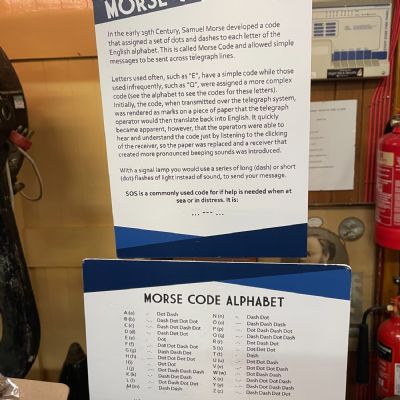 MORSE
In the early 19th Century, Samuel Morse developed a code
that assigned a set of dots and dashes to each letter of the
English alphabet. This is called Morse Code and allowed simple
messages to be sent across telegraph lines.
Letters used often, such as "E", have a simple code while those
used infrequently, such as "Q", were assigned a more complex
code (see the alphabet to see the codes for these letters).
Initially, the code, when transmitted over the telegraph system,
was rendered as marks on a piece of paper that the telegraph
operator would then translate back into English. It quickly
became apparent, however, that the operators were able to
hear and understand the code just by listening to the clicking
of the receiver, so the paper was replaced and a receiver that
created more pronounced beeping sounds was introduced.
With a signal lamp you would use a series of long (dash) or short
(dot) flashes of light instead of sound, to send your message.
SOS is a commonly used code for if help is needed when at
sea or in distress. It is:
... --- ...
MORSE CODE ALPHABET
A (a) Dot Dash
B (b) Dash Dot Dot Dot
C (c) Dash Dot Dash Dot
D (d) Dash Dot Dot
E (e) Dot
F (f) Dot Dot Dash Dot
G (g) Dash Dash Dot
H (h) Dot Dot Dot Dot
I (i) Dot Dot
J (j) Dot Dash Dash Dash
K (k) Dash Dot Dash
L (l) Dot Dash Dot Dot
M (m) Dash Dash
N (n) Dash Dot
O (o) Dash Dash Dash
P (p) Dot Dash Dash Dot
Q (q) Dash Dash Dot Dash
R (r) Dot Dash Dot
S (s) Dot Dot Dot
T (t) Dash
U (u) Dot Dot Dash
V (v) Dot Dot Dot Dash
W (w) Dot Dash Dash
X (x) Dash Dot Dot Dash
Y (y) Dash Dot Dash Dash
Z (z) Dash Dash Dot Dot